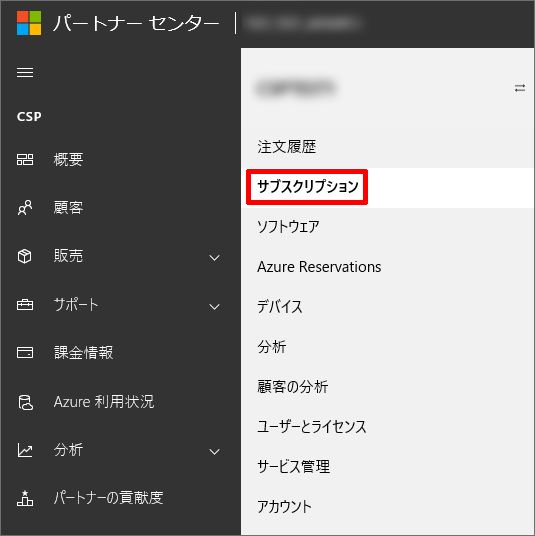 パートナー センター
CSP
概要
顧客
販売
サポート
課金情報
Azure 利用状況
分析
パートナーの貢献度
注文履歴
サブスクリプション
ソフトウェア
Azure Reservations
デバイス
分析
顧客の分析
ユーザーとライセンス
サービス管理
アカウント